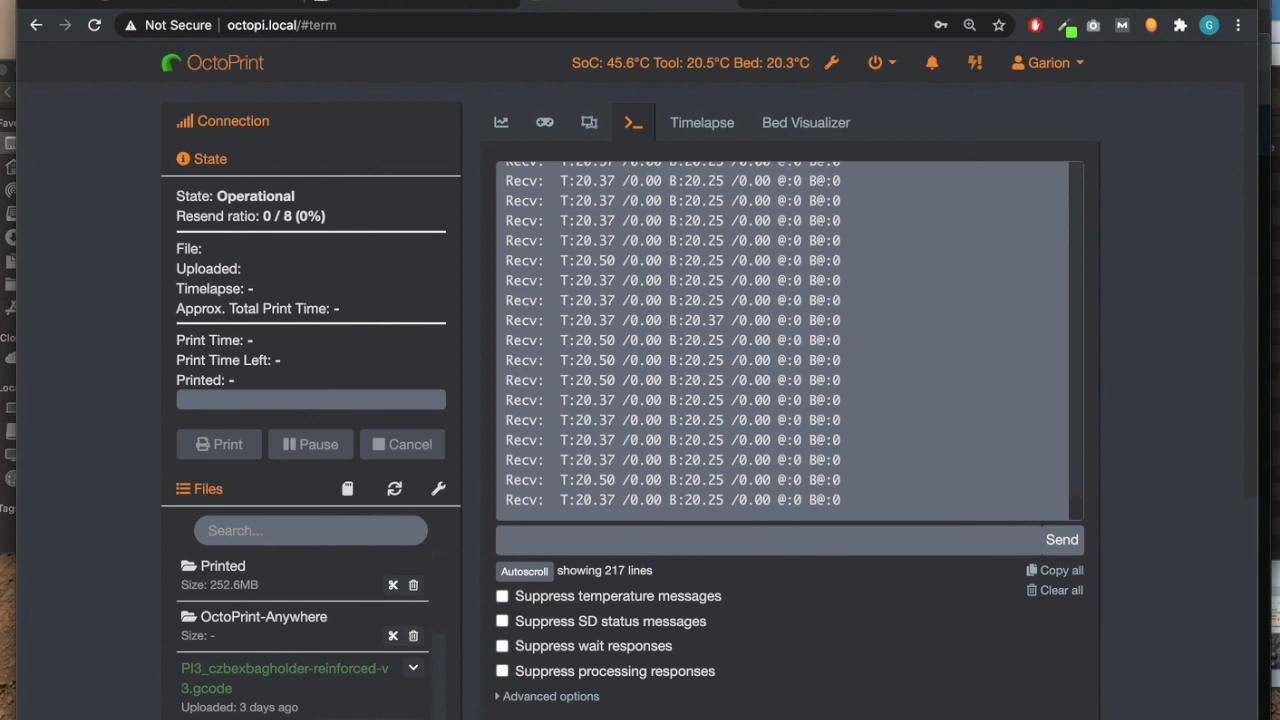 Not Secure
octopi.local/#term
G
OctoPrint
SoC: 45.6°C Tool: 20.5°C Bed: 20.3°C
Garion
Connection
State
State: Operational
Resend ratio: 0 / 8 (0%)
File:
Uploaded:
Timelapse: -
Approx. Total Print Time: -
Print Time: -
Print Time Left: -
Printed: -
Print
Pause
Cancel
Files
Search...
Printed
Size: 252.6MB
OctoPrint-Anywhere
Size: -
PI3_czbexbagholder-reinforced-v
3.gcode
Uploaded: 3 days ago
Timelapse
Bed Visualizer
Recv: T:20.37 /0.00 B:20.25 /0.00 @:0 B@:0
Recv: T:20.37 /0.00 B:20.25 /0.00 @:0 B@:0
Recv: T:20.37 /0.00 B:20.25 /0.00 @:0 B@:0
Recv: T:20.37 /0.00 B:20.25 /0.00 @:0 B@:0
Recv: T:20.37 /0.00 B:20.25 /0.00 @:0 B@:0
Recv: T:20.50 /0.00 B:20.25 /0.00 @:0 B@:0
Recv: T:20.37 /0.00 B:20.25 /0.00 @:0 B@:0
Recv: T:20.37 /0.00 B:20.25 /0.00 @:0 B@:0
Recv: T:20.37 /0.00 B:20.37 /0.00 @:0 B@:0
Recv: T:20.50 /0.00 B:20.25 /0.00 @:0 B@:0
Recv: T:20.50 /0.00 B:20.25 /0.00 @:0 B@:0
Recv: T:20.50 /0.00 B:20.25 /0.00 @:0 B@:0
Recv: T:20.37 /0.00 B:20.25 /0.00 @:0 B@:0
Recv: T:20.37 /0.00 B:20.25 /0.00 @:0 B@:0
Recv: T:20.37 /0.00 B:20.25 /0.00 @:0 B@:0
Recv: T:20.37 /0.00 B:20.25 /0.00 @:0 B@:0
Recv: T:20.50 /0.00 B:20.25 /0.00 @:0 B@:0
Recv: T:20.37 /0.00 B:20.25 /0.00 @:0 B@:0
Send
Autoscroll showing 217 lines
Copy all
Clear all
Suppress temperature messages
Suppress SD status messages
Suppress wait responses
Suppress processing responses
Advanced options